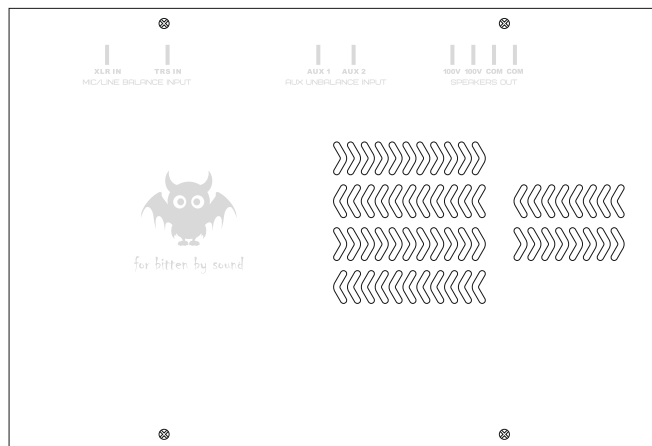 XLR IN TRS IN
MIC/LINE BALANCE INPUT
AUX 1 AUX 2
AUX UNBALANCE INPUT
100V 100V COM COM
SPEAKERS OUT
for bitten by sound